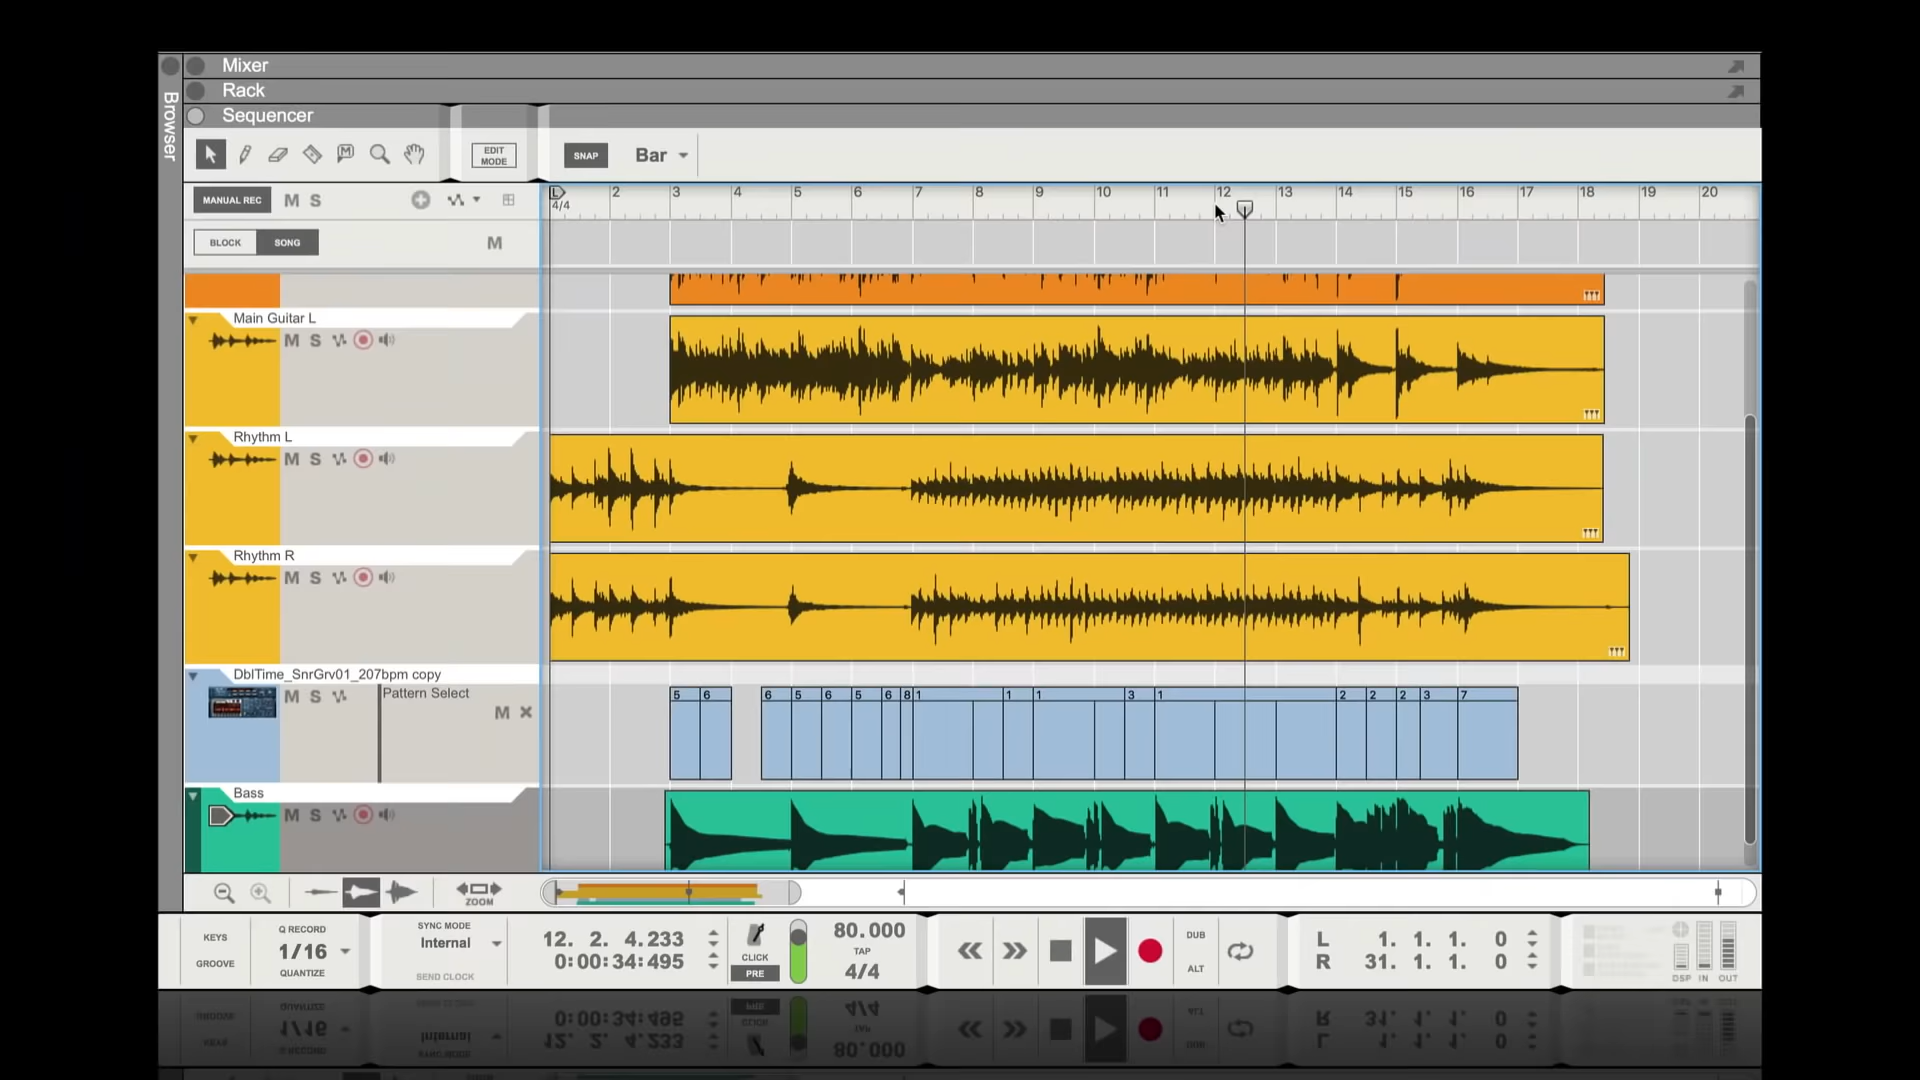 Mixer
Rack
Sequencer
Browser
EDIT MODE
SNAP
Bar
MANUAL REC
M S
L
4/4
2 3 4 5 6 7 8 9 10 11 12 13 14 15 16 17 18 19 20
BLOCK
SONG
M
Main Guitar L
M S
Rhythm L
M S
Rhythm R
M S
DblTime_SnrGrv01_207bpm copy
M S
Pattern Select
M
5 6 6 5 6 5 6 8 1 1 1 3 1 2 2 2 3 7
Bass
M S
ZOOM
KEYS
GROOVE
Q RECORD
1/16
QUANTIZE
SYNC MODE
Internal
SEND CLOCK
12. 2. 4.233
0:00:34:495
CLICK
PRE
80.000
TAP
4/4
DUB
ALT
L 1. 1. 1. 0
R 31. 1. 1. 0
DSP IN OUT